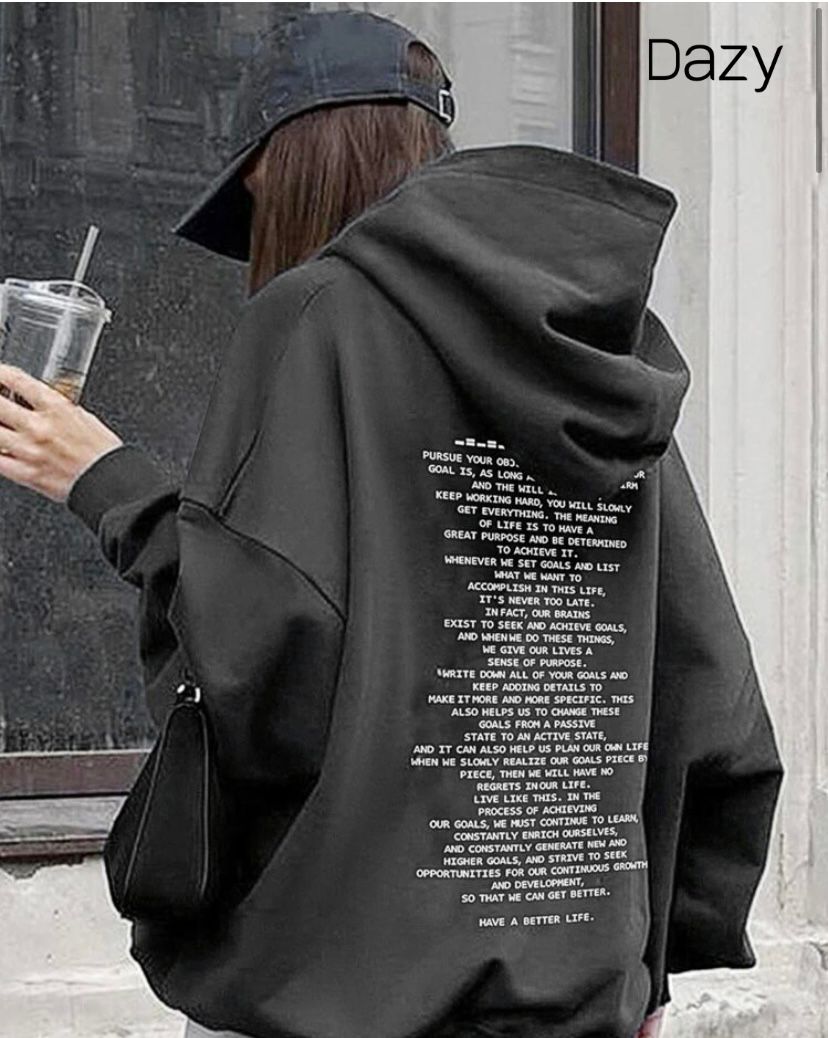 Dazy
PURSUE YOUR
GOAL IS, AS LONG
AND THE WILL
KEEP WORKING HARD, YOU WILL SLOWLY
GET EVERYTHING. THE MEANING
OF LIFE IS TO HAVE A
GREAT PURPOSE AND BE DETERMINED
TO ACHIEVE IT.
WHENEVER WE SET GOALS AND LIST
WHAT WE WANT TO
ACCOMPLISH IN THIS LIFE,
IT'S NEVER TOO LATE.
IN FACT, OUR BRAINS
EXIST TO SEEK AND ACHIEVE GOALS,
AND WHEN WE DO THESE THINGS,
WE GIVE OUR LIVES A
SENSE OF PURPOSE.
"WRITE DOWN ALL OF YOUR GOALS AND
KEEP ADDING DETAILS TO
MAKE IT MORE AND MORE SPECIFIC. THIS
ALSO HELPS US TO CHANGE THESE
GOALS FROM A PASSIVE
STATE TO AN ACTIVE STATE,
AND IT CAN ALSO HELP US PLAN OUR OWN LIFE
WHEN WE SLOWLY REALIZE OUR GOALS PIECE BY
PIECE, THEN WE WILL HAVE NO
REGRETS IN OUR LIFE.
LIVE LIKE THIS. IN THE
PROCESS OF ACHIEVING
OUR GOALS, WE MUST CONTINUE TO LEARN,
CONSTANTLY ENRICH OURSELVES,
AND CONSTANTLY GENERATE NEW AND
HIGHER GOALS, AND STRIVE TO SEEK
OPPORTUNITIES FOR OUR CONTINUOUS GROWTH
AND DEVELOPMENT,
SO THAT WE CAN GET BETTER.
HAVE A BETTER LIFE.